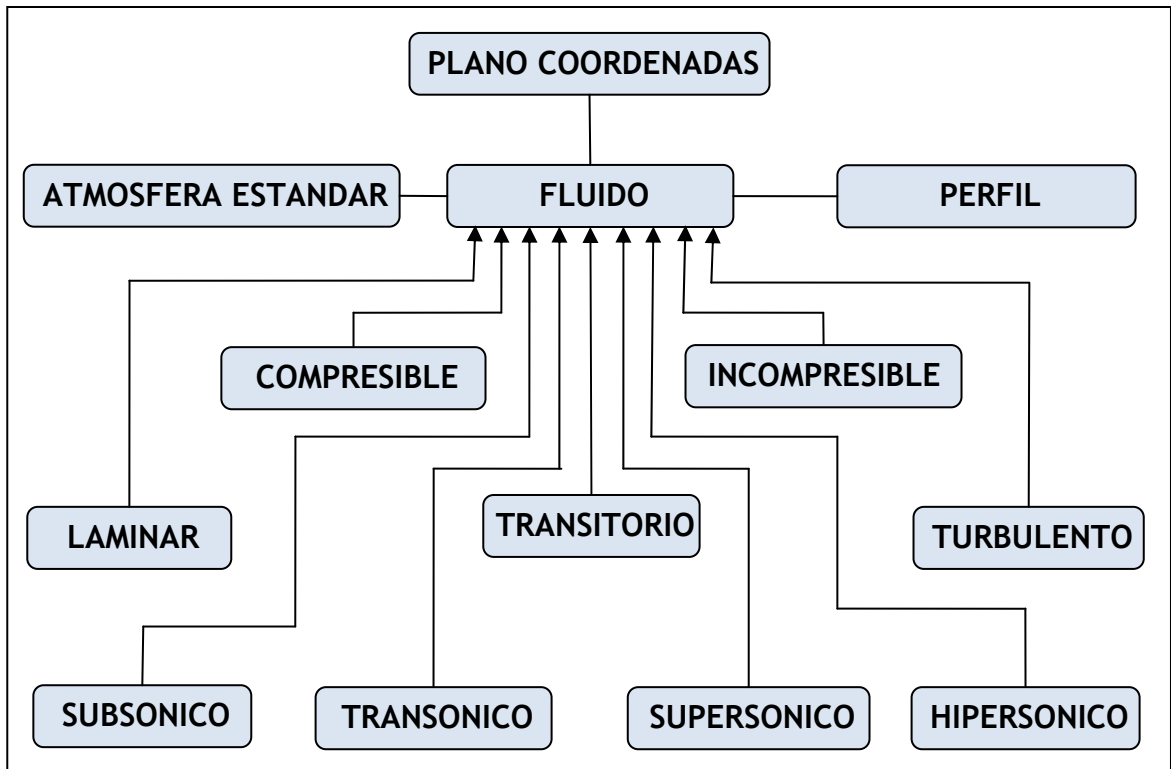 PLANO COORDENADAS
ATMOSFERA ESTANDAR
FLUIDO
PERFIL
COMPRESIBLE
INCOMPRESIBLE
LAMINAR
TRANSITORIO
TURBULENTO
SUBSONICO
TRANSONICO
SUPERSONICO
HIPERSONICO